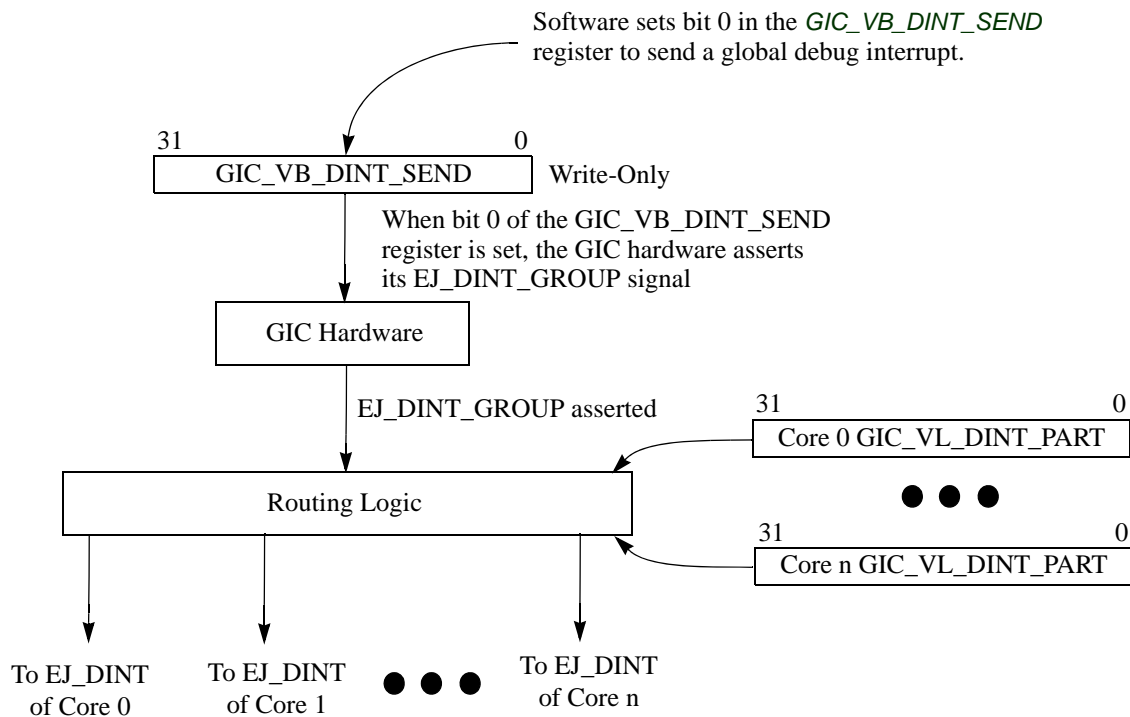 Software sets bit 0 in the GIC_VB_DINT_SEND
register to send a global debug interrupt.
31 0
GIC_VB_DINT_SEND Write-Only
When bit 0 of the GIC_VB_DINT_SEND
register is set, the GIC hardware asserts
its EJ_DINT_GROUP signal
GIC Hardware
EJ_DINT_GROUP asserted
31 0
Core 0 GIC_VL_DINT_PART
Routing Logic
31 0
Core n GIC_VL_DINT_PART
To EJ_DINT
of Core 0
To EJ_DINT
of Core 1
To EJ_DINT
of Core n